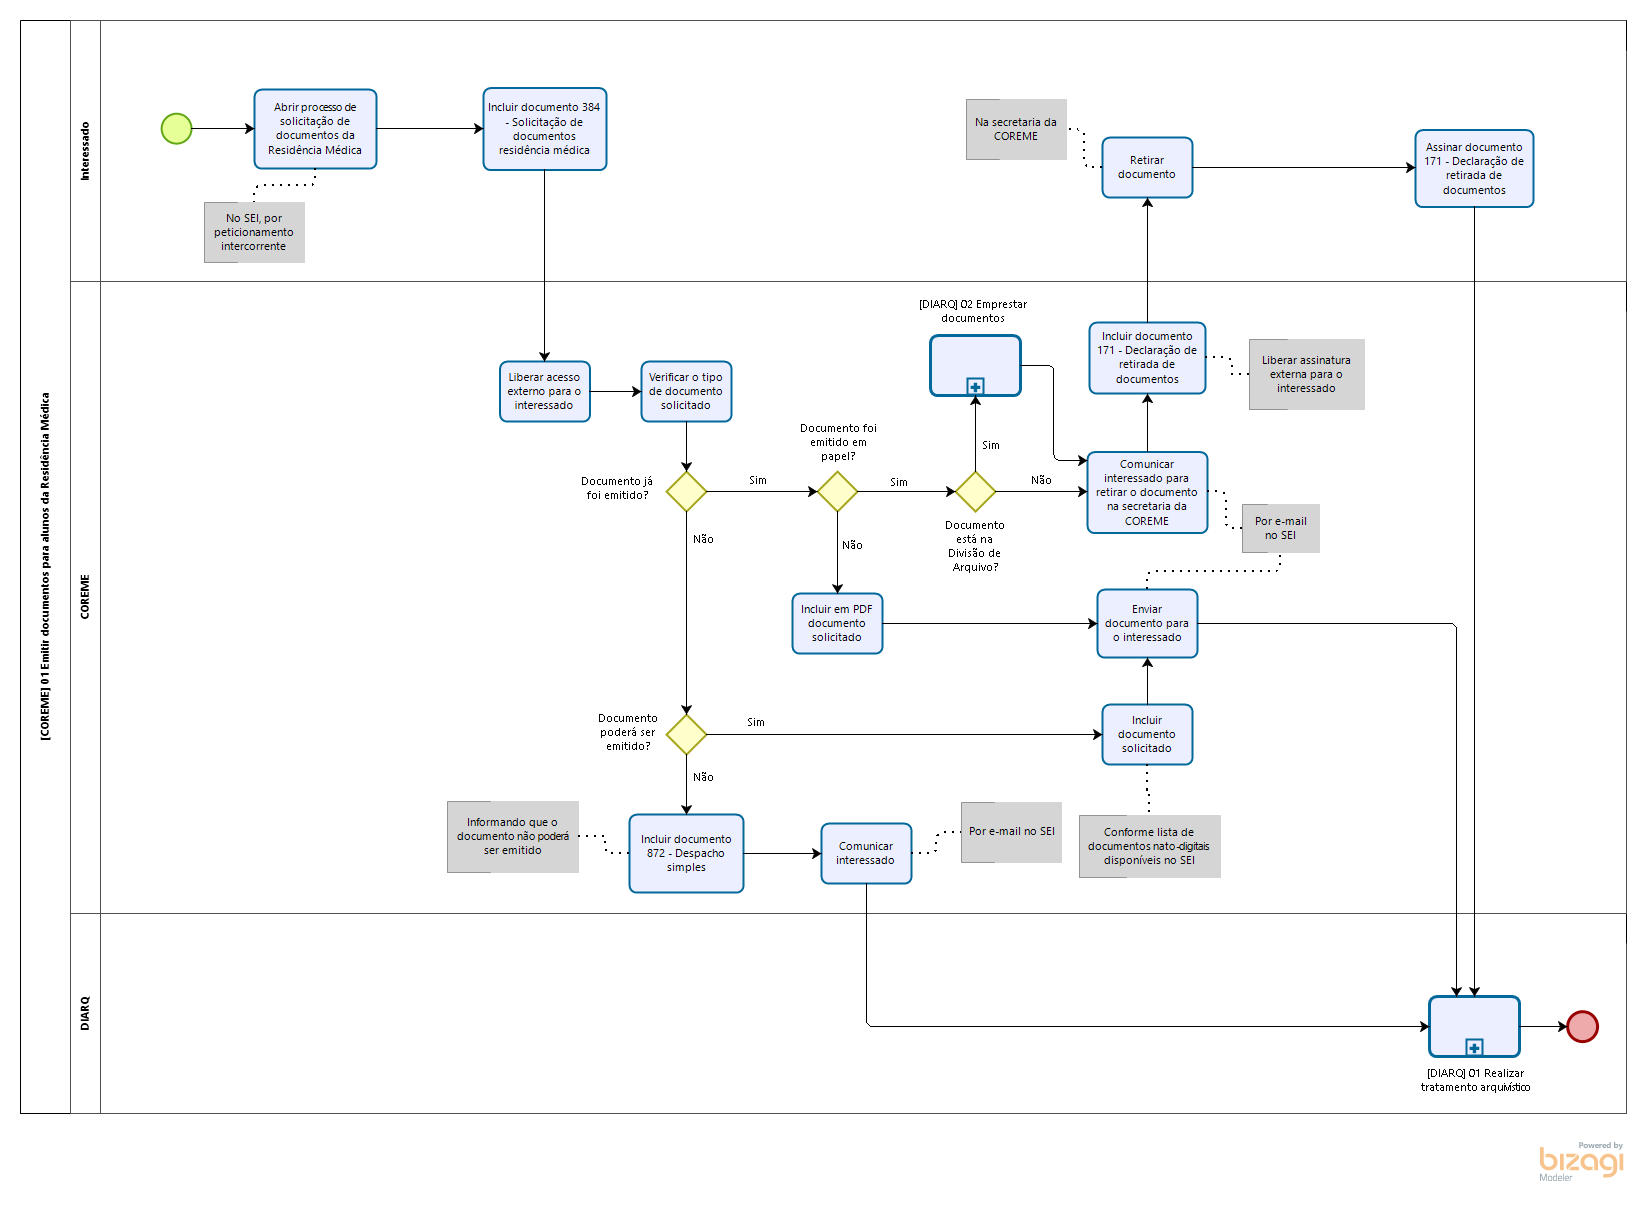 [COREME] 01 Emitir documentos para alunos da Residência Médica
Interessado
Abrir processo de
solicitação de
documentos da
Residência Médica
No SEI, por
peticionamento
intercorrente
Incluir documento 384
- Solicitação de
documentos
residência médica
Na secretaria da
COREME
Retirar
documento
Assinar documento
171 - Declaração de
retirada de
documentos
COREME
Liberar acesso
externo para o
interessado
Verificar o tipo
de documento
solicitado
[DIARQ] 02 Emprestar
documentos
Incluir documento
171 - Declaração de
retirada de
documentos
Liberar assinatura
externa para o
interessado
Documento já
foi emitido?
Sim
Não
Documento foi
emitido em
papel?
Sim
Não
Sim
Não
Documento
está na
Divisão de
Arquivo?
Comunicar
interessado para
retirar o documento
na secretaria da
COREME
Por e-mail
no SEI
Incluir em PDF
documento
solicitado
Enviar
documento para
o interessado
Documento
poderá ser
emitido?
Sim
Não
Incluir
documento
solicitado
Conforme lista de
documentos nato-digitais
disponíveis no SEI
Informando que o
documento não poderá
ser emitido
Incluir documento
872 - Despacho
simples
Comunicar
interessado
Por e-mail no SEI
DIARQ
[DIARQ] 01 Realizar
tratamento arquivístico
Powered by
bizagi
Modeler